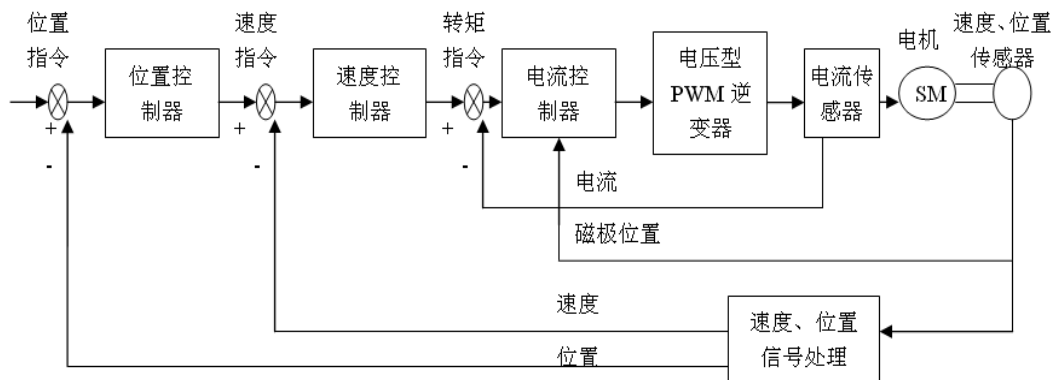 位置
指令
速度
指令
转矩
指令
电机
速度、位置
传感器
位置控
制器
速度控
制器
电流控
制器
电压型
PWM 逆
变器
电流传
感器
SM
+
-
+
-
+
-
电流
磁极位置
速度
位置
速度、位置
信号处理